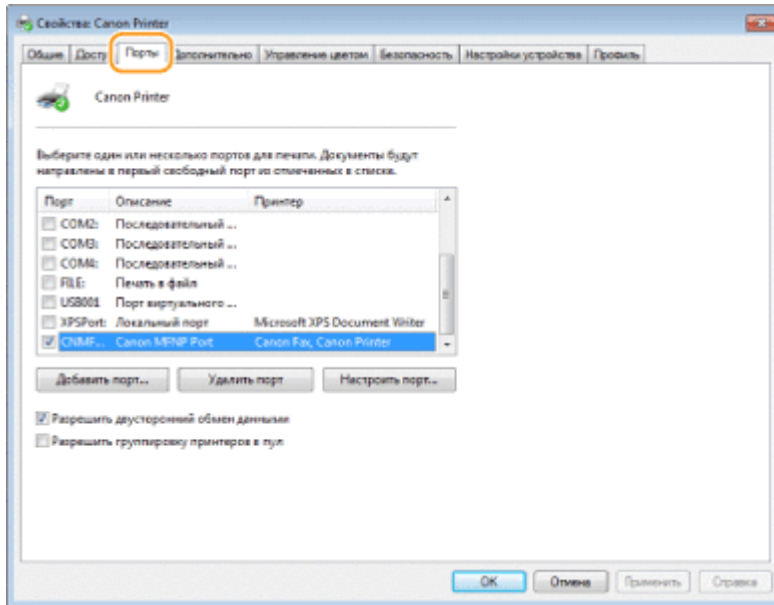 Свойства: Canon Printer
Общие Доступ Порты Дополнительно Управление цветом Безопасность Настройки устройства Профиль
Canon Printer
Выберите один или несколько портов для печати. Документы будут
направлены в первый свободный порт из отмеченных в списке.
Порт Описание Принтер
COM2: Последовательный ...
COM3: Последовательный ...
COM4: Последовательный ...
FILE: Печать в файл
USB001 Порт виртуального ...
XPSPort: Локальный порт Microsoft XPS Document Writer
CNMF... Canon MFNP Port Canon Fax, Canon Printer
Добавить порт... Удалить порт Настроить порт...
Разрешить двусторонний обмен данными
Разрешить группировку принтеров в пул
OK Отмена Применить Справка